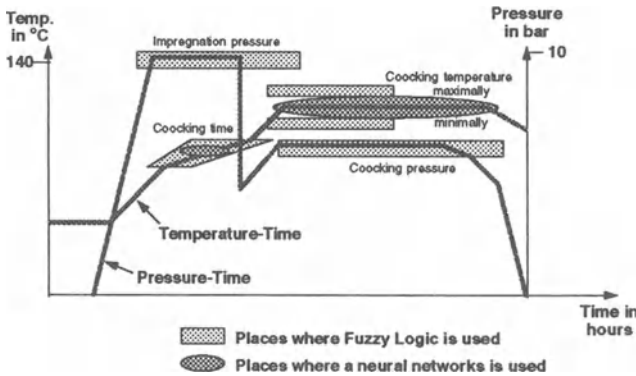 Temp.
in °C
140
Impregnation pressure
Pressure
in bar
10
Coocking temperature
maximally
minimally
Coocking time
Coocking pressure
Temperature-Time
Pressure-Time
Time in
hours
Places where Fuzzy Logic is used
Places where a neural networks is used